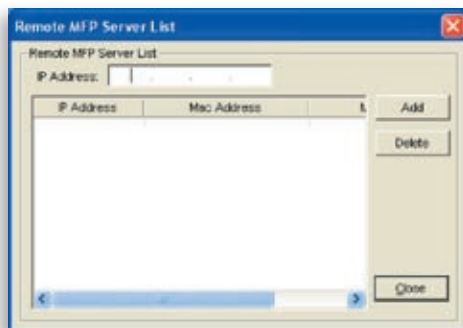 Remote MFP Server List
Remote MFP Server List
IP Address:
IP Address Mac Address
Add
Delete
Close